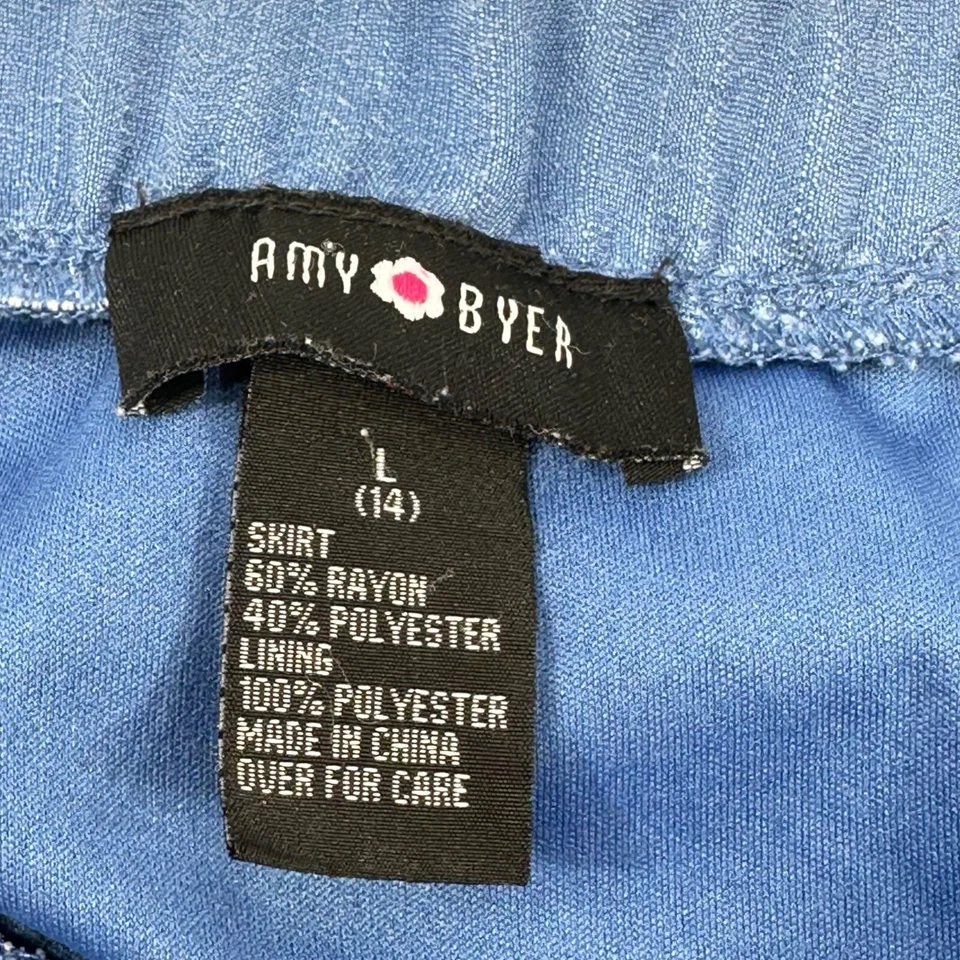 AMY BYER
L
(14)
SKIRT
60% RAYON
40% POLYESTER
LINING
100% POLYESTER
MADE IN CHINA
OVER FOR CARE